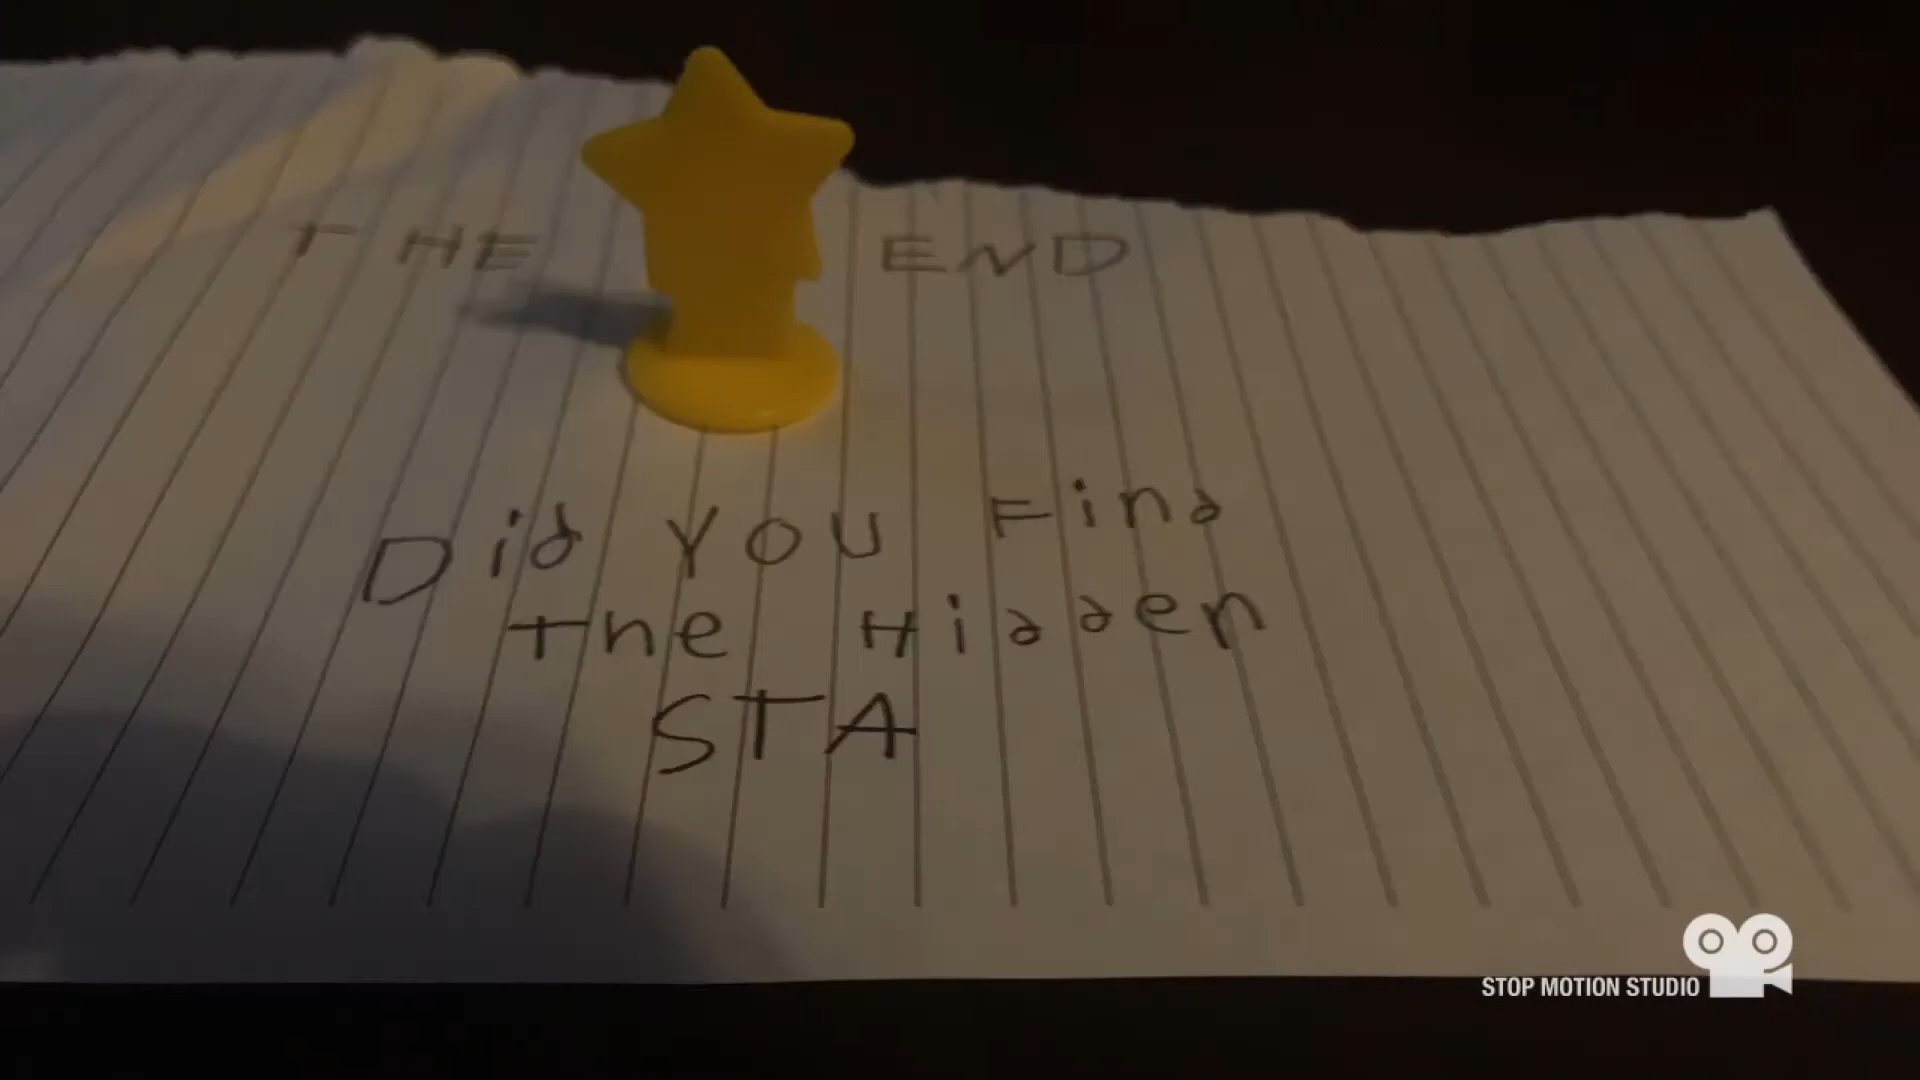 THE END
Did You Find
the Hidden
STA
STOP MOTION STUDIO